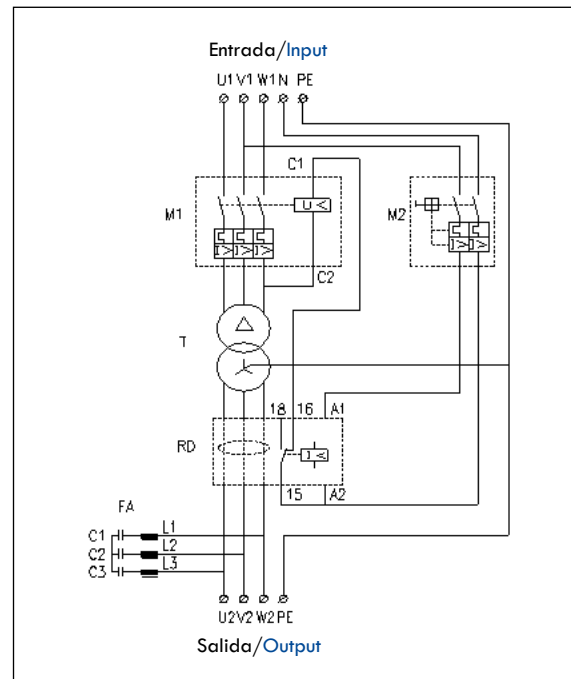 Entrada/Input
U1 V1 W1 N PE
C1
M1
U <
M2
I> I> I>
I> I>
C2
T
18 16 A1
RD
I <
15 A2
FA
C1 L1
C2 L2
C3 L3
U2 V2 W2 PE
Salida/Output